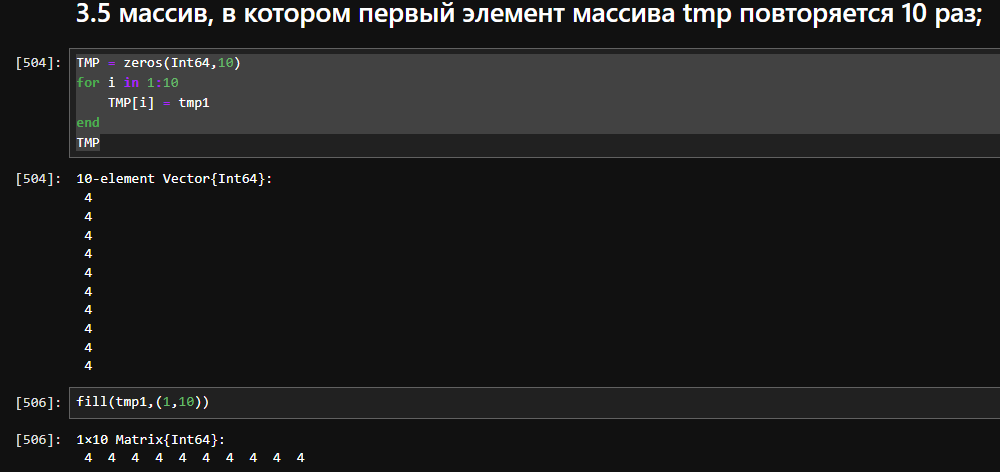 3.5 массив, в котором первый элемент массива tmp повторяется 10 раз;
[504]: TMP = zeros(Int64,10)
for i in 1:10
    TMP[i] = tmp1
end
TMP
[504]: 10-element Vector{Int64}:
 4
 4
 4
 4
 4
 4
 4
 4
 4
 4
[506]: fill(tmp1,(1,10))
[506]: 1×10 Matrix{Int64}:
 4  4  4  4  4  4  4  4  4  4